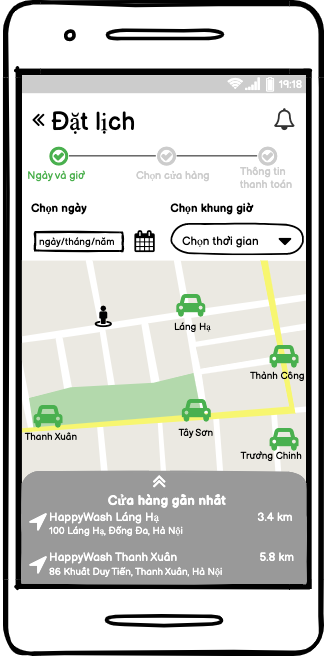 19:18
« Đặt lịch
Ngày và giờ
Chọn cửa hàng
Thông tin
thanh toán
Chọn ngày
Chọn khung giờ
ngày/tháng/năm
Chọn thời gian
Láng Hạ
Thành Công
Thanh Xuân
Tây Sơn
Trương Chinh
Cửa hàng gần nhất
HappyWash Láng Hạ 3.4 km
100 Láng Hạ, Đống Đa, Hà Nội
HappyWash Thanh Xuân 5.8 km
86 Khuất Duy Tiến, Thanh Xuân, Hà Nội